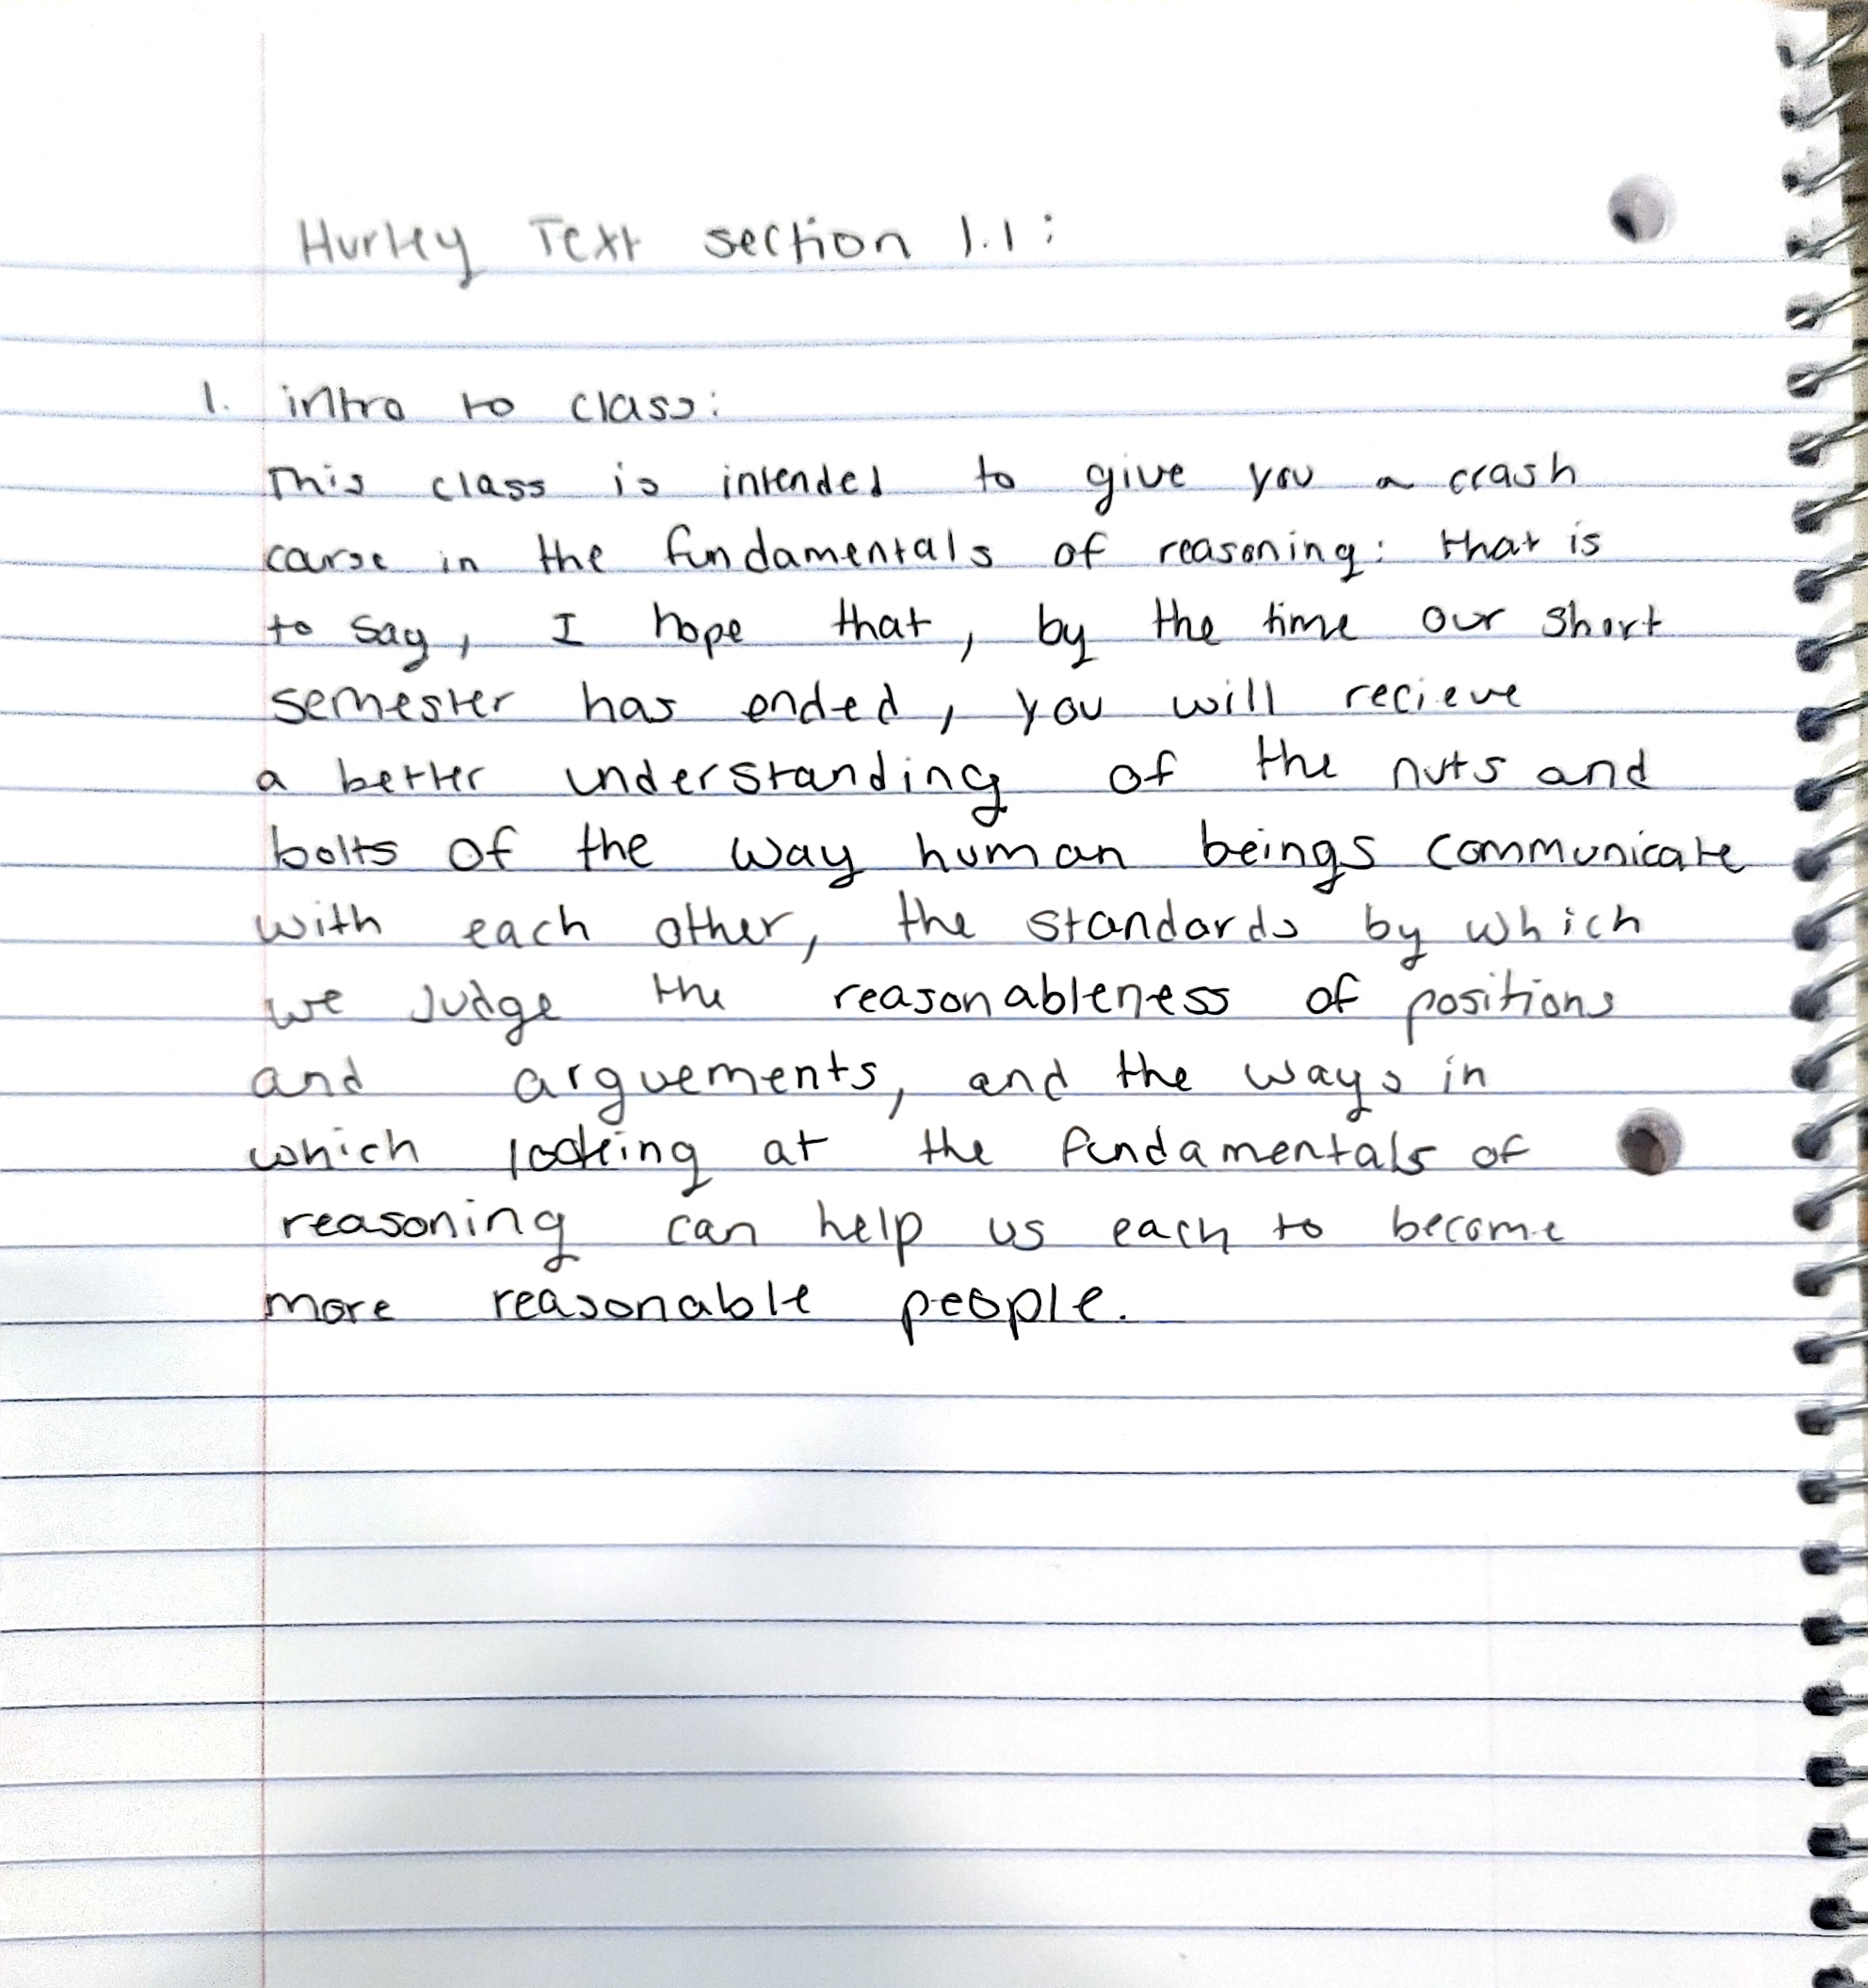 Hurley Text section 1.1:
1. intro to class:
This class is intended to give you a crash
carse in the fundamentals of reasoning: that is
to say, I hope that, by the time our short
semester has ended, you will recieve
a better understanding of the nuts and
bolts of the way human beings communicate
with each other, the standards by which
we Judge the reasonableness of positions
and arguements, and the ways in
which looking at the fundamentals of
reasoning can help us each to become
more reasonable people.